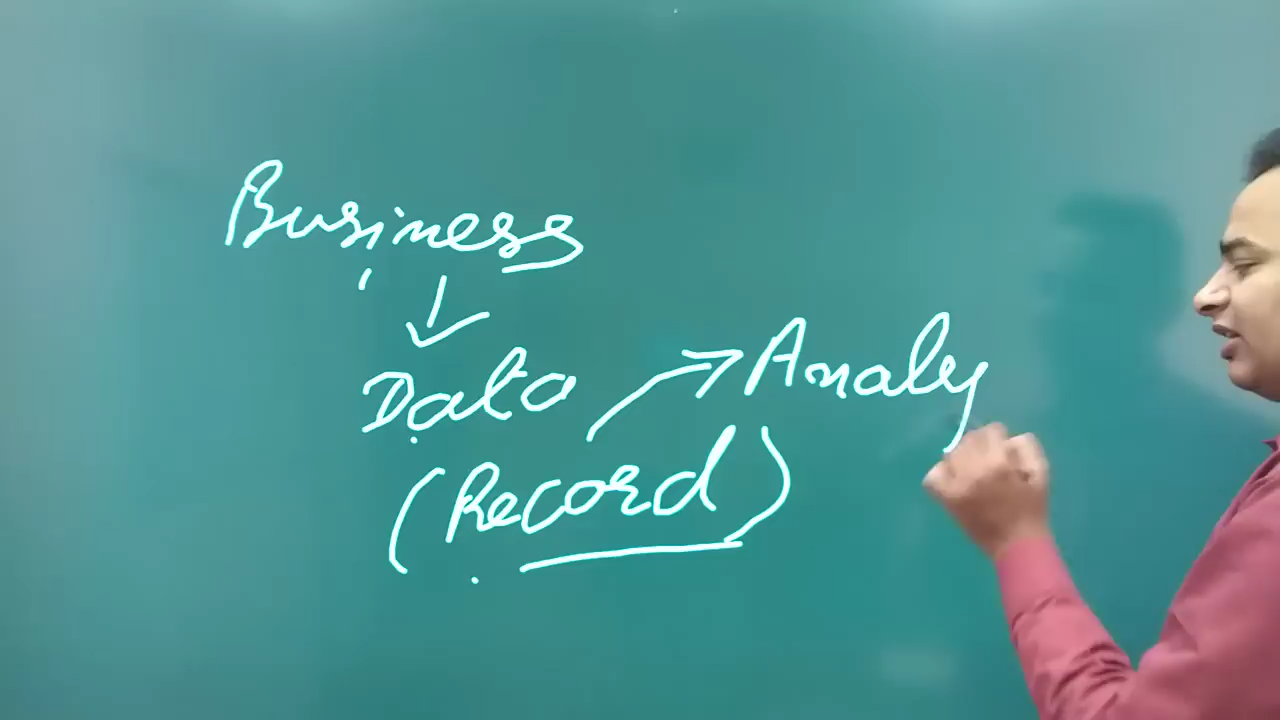 Business
↓
Data → Analy
(Record)